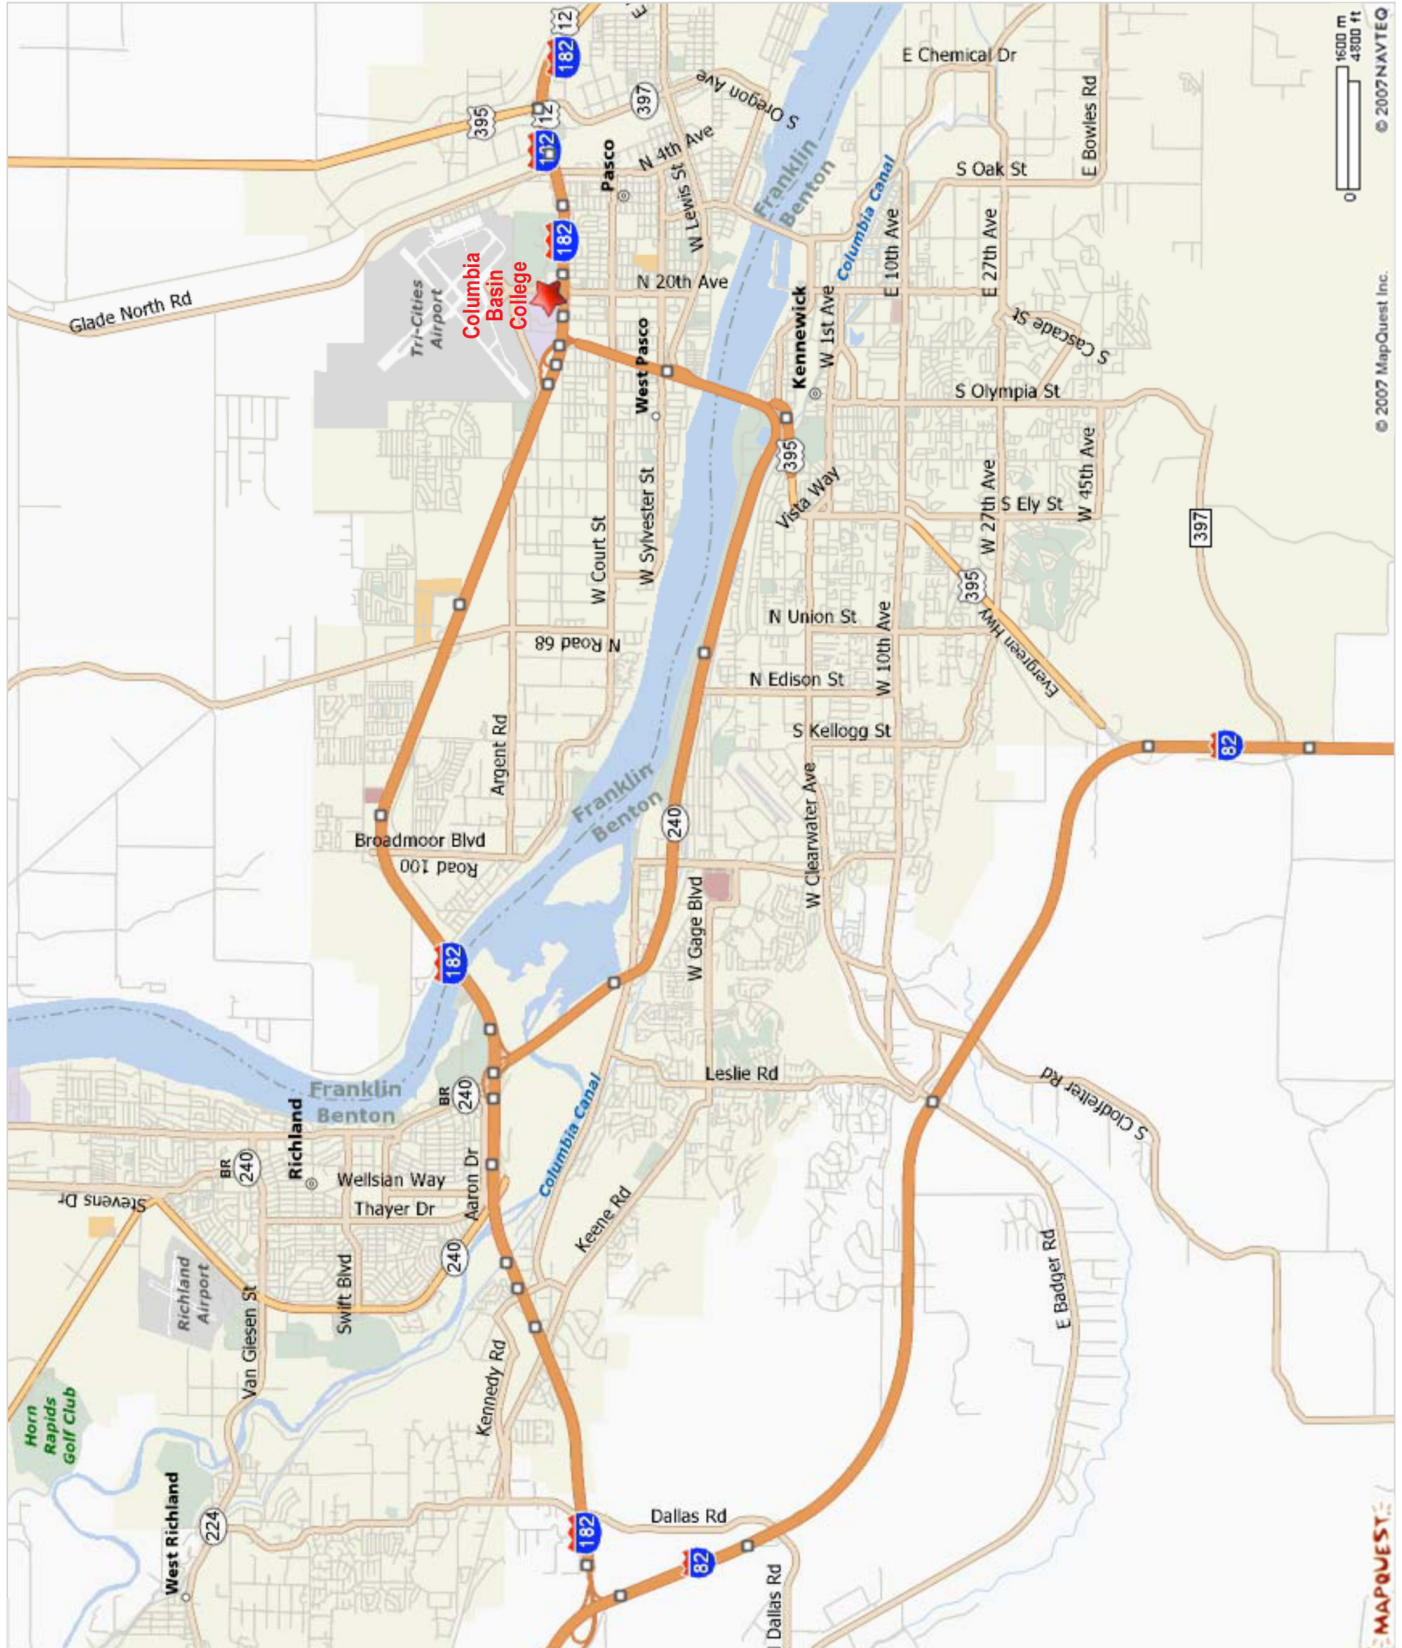 Horn
Rapids
Golf Club
West Richland
224
Van Giesen St
Richland
Airport
Stevens Dr
BR
240
Richland
Swift Blvd
Wellsian Way
Thayer Dr
Aaron Dr
240
BR
240
Franklin
Benton
Kennedy Rd
Keene Rd
Columbia Canal
182
Dallas Rd
82
Dallas Rd
E Badger Rd
S Clodfelter Rd
Leslie Rd
W Gage Blvd
182
Broadmoor Blvd
Road 100
Argent Rd
N Road 68
Franklin
Benton
240
W Clearwater Ave
S Kellogg St
N Edison St
N Union St
W 10th Ave
Evergreen Hwy
395
82
397
W Court St
W Sylvester St
Vista Way
395
S Ely St
W 27th Ave
W 45th Ave
S Olympia St
S Cascade St
West Pasco
Kennewick
W 1st Ave
Glade North Rd
Tri-Cities
Airport
Columbia
Basin
College
182
N 20th Ave
W Lewis St
N 4th Ave
Pasco
395
182
12
182
12
397
S Oregon Ave
Franklin
Benton
Columbia Canal
E 10th Ave
E 27th Ave
S Oak St
E Chemical Dr
E Bowles Rd
0
1600 m
4800 ft
© 2007 MapQuest Inc.
© 2007 NAVTEQ
MAPQUEST